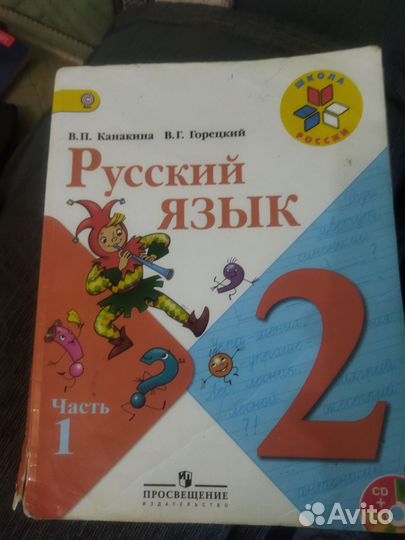 ШКОЛА
РОССИИ
В.П. Канакина В.Г. Горецкий
Русский
язык
2
Часть
1
ПРОСВЕЩЕНИЕ
ИЗДАТЕЛЬСТВО
CD
+
Avito